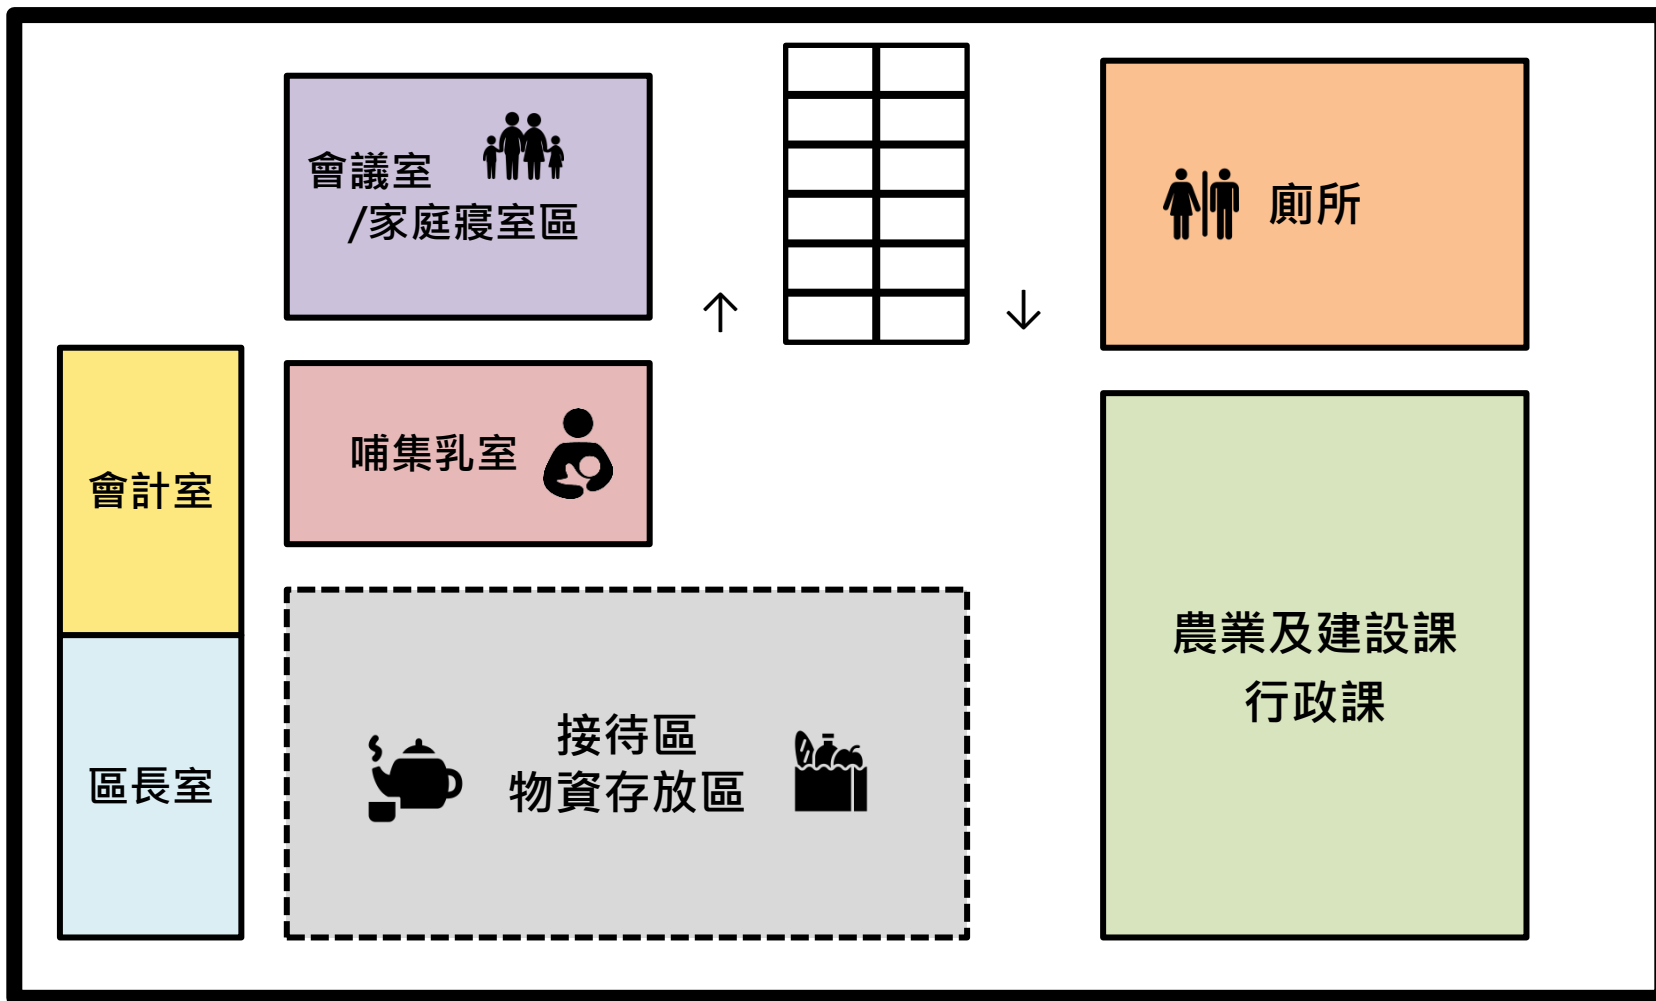 會議室
/家庭寢室區
廁所
哺集乳室
會計室
農業及建設課
行政課
區長室
接待區
物資存放區